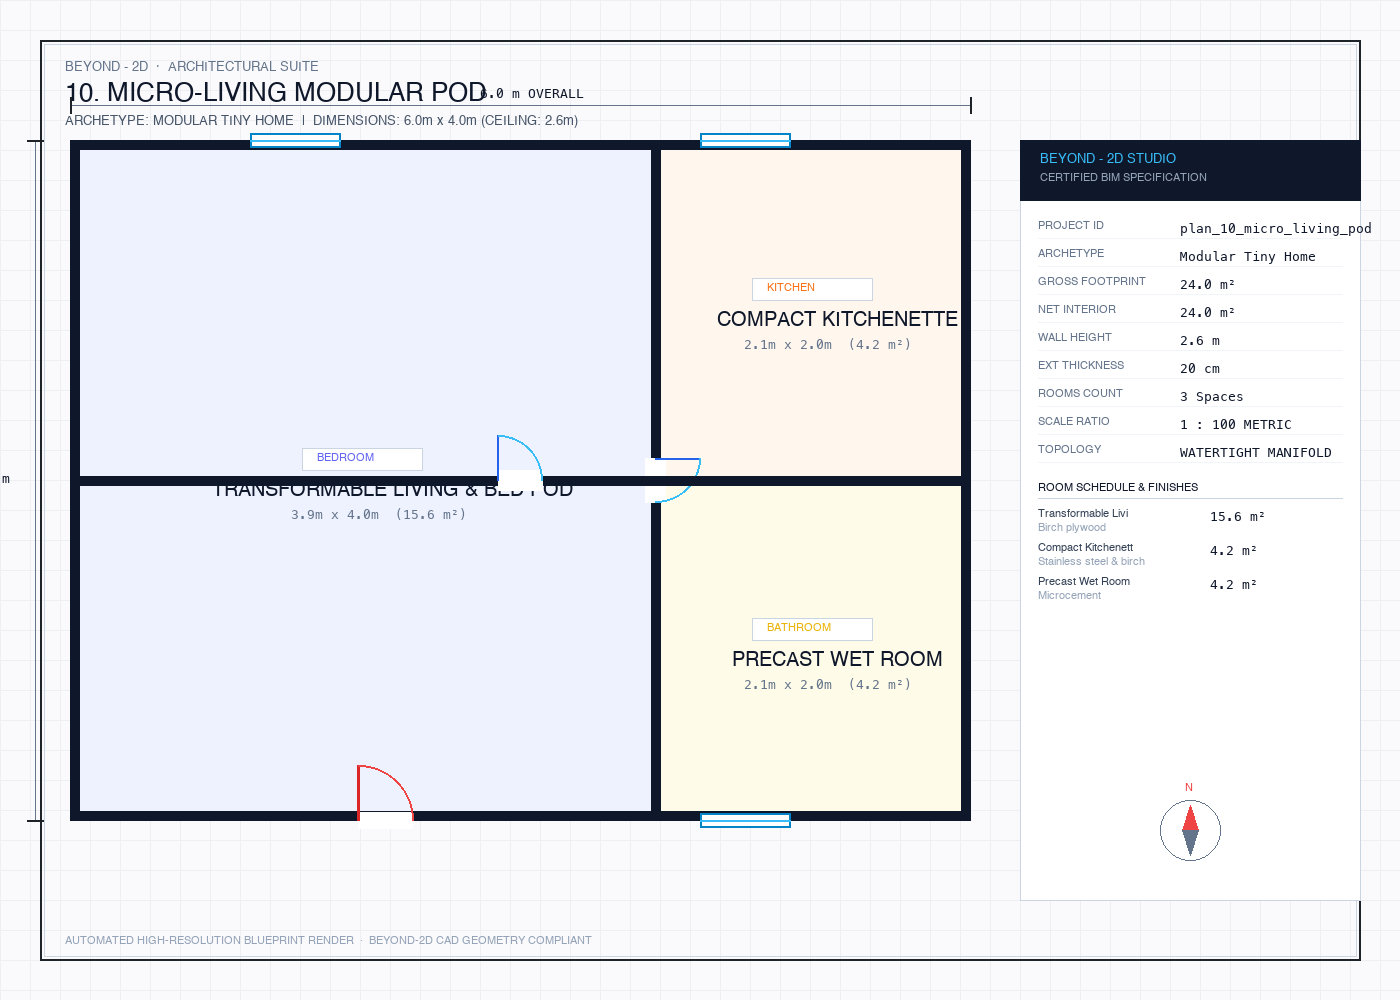 BEYOND - 2D · ARCHITECTURAL SUITE
10. MICRO-LIVING MODULAR POD
6.0 m OVERALL
ARCHETYPE: MODULAR TINY HOME | DIMENSIONS: 6.0m x 4.0m (CEILING: 2.6m)
m
KITCHEN
COMPACT KITCHENETTE
2.1m x 2.0m (4.2 m²)
BEDROOM
TRANSFORMABLE LIVING & BED POD
3.9m x 4.0m (15.6 m²)
BATHROOM
PRECAST WET ROOM
2.1m x 2.0m (4.2 m²)
BEYOND - 2D STUDIO
CERTIFIED BIM SPECIFICATION
PROJECT ID plan_10_micro_living_pod
ARCHETYPE Modular Tiny Home
GROSS FOOTPRINT 24.0 m²
NET INTERIOR 24.0 m²
WALL HEIGHT 2.6 m
EXT THICKNESS 20 cm
ROOMS COUNT 3 Spaces
SCALE RATIO 1 : 100 METRIC
TOPOLOGY WATERTIGHT MANIFOLD
ROOM SCHEDULE & FINISHES
Transformable Livi 15.6 m²
Birch plywood
Compact Kitchenett 4.2 m²
Stainless steel & birch
Precast Wet Room 4.2 m²
Microcement
N
AUTOMATED HIGH-RESOLUTION BLUEPRINT RENDER · BEYOND-2D CAD GEOMETRY COMPLIANT